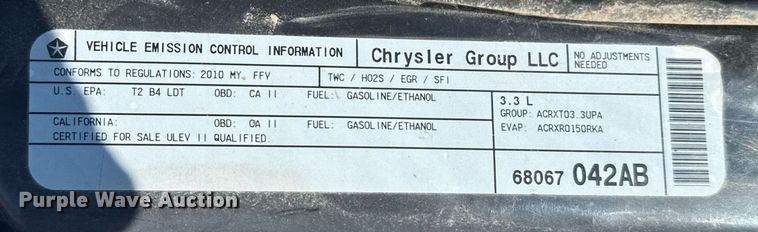 VEHICLE EMISSION CONTROL INFORMATION Chrysler Group LLC NO ADJUSTMENTS NEEDED
CONFORMS TO REGULATIONS: 2010 MY. FFV TWC / HO2S / EGR / SFI
U.S. EPA: T2 B4 LDT OBD: CA II FUEL: GASOLINE/ETHANOL
3.3 L
GROUP: ACRXT03.3UPA
CALIFORNIA: OBD: OA II FUEL: GASOLINE/ETHANOL
EVAP: ACRXR0150RKA
CERTIFIED FOR SALE ULEV II QUALIFIED.
68067 042AB
Purple Wave Auction